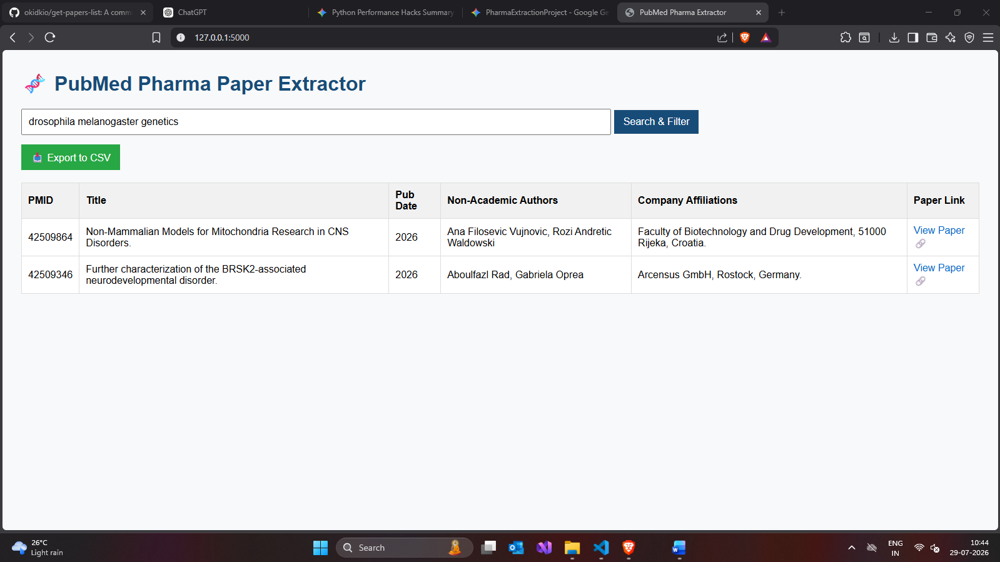 okidkio/get-papers-list: A comm
ChatGPT
Python Performance Hacks Summary
PharmaExtractionProject - Google Ge
PubMed Pharma Extractor
127.0.0.1:5000
PubMed Pharma Paper Extractor
drosophila melanogaster genetics
Search & Filter
Export to CSV
PMID
Title
Pub
Date
Non-Academic Authors
Company Affiliations
Paper Link
42509864
Non-Mammalian Models for Mitochondria Research in CNS
Disorders.
2026
Ana Filosevic Vujnovic, Rozi Andretic
Waldowski
Faculty of Biotechnology and Drug Development, 51000
Rijeka, Croatia.
View Paper
42509346
Further characterization of the BRSK2-associated
neurodevelopmental disorder.
2026
Aboulfazl Rad, Gabriela Oprea
Arcensus GmbH, Rostock, Germany.
View Paper
26°C
Light rain
Search
ENG
IN
10:44
29-07-2026